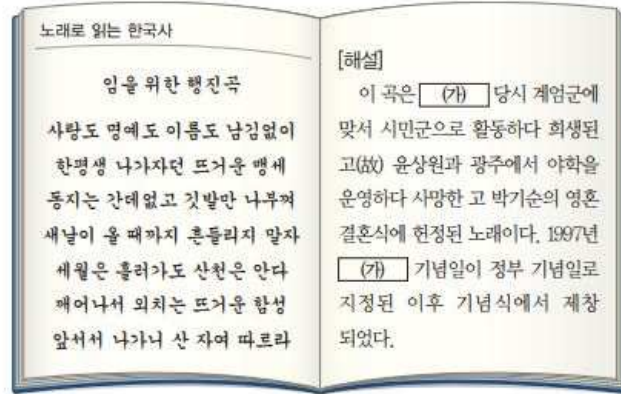 노래로 읽는 한국사
임을 위한 행진곡
사랑도 명예도 이름도 남김없이
한평생 나가자던 뜨거운 맹세
동지는 간데없고 깃발만 나부껴
새날이 올 때까지 흔들리지 말자
세월은 흘러가도 산천은 안다
깨어나서 외치는 뜨거운 함성
앞서서 나가니 산 자여 따르라
[해설]
이 곡은 (가) 당시 계엄군에
맞서 시민군으로 활동하다 희생된
고(故) 윤상원과 광주에서 야학을
운영하다 사망한 고 박기순의 영혼
결혼식에 헌정된 노래이다. 1997년
(가) 기념일이 정부 기념일로
지정된 이후 기념식에서 제창
되었다.